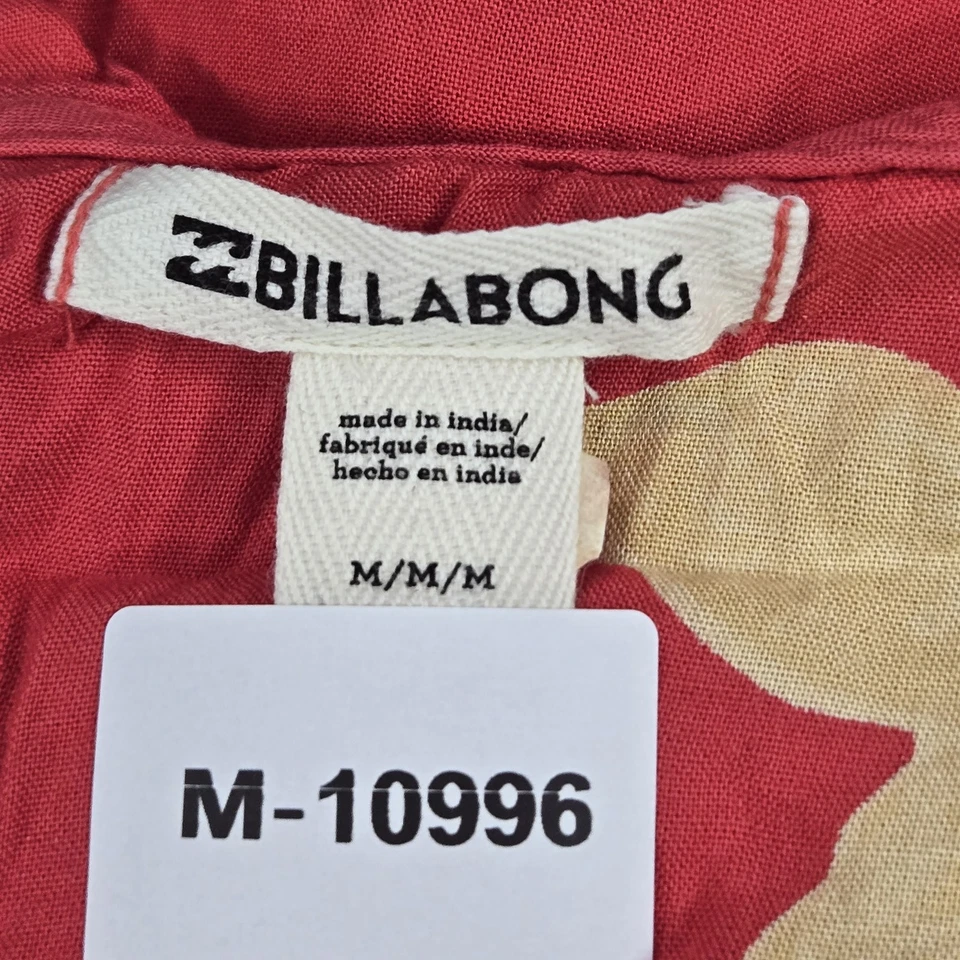 BILLABONG
made in india/
fabriqué en inde/
hecho en india
M/M/M
M-10996